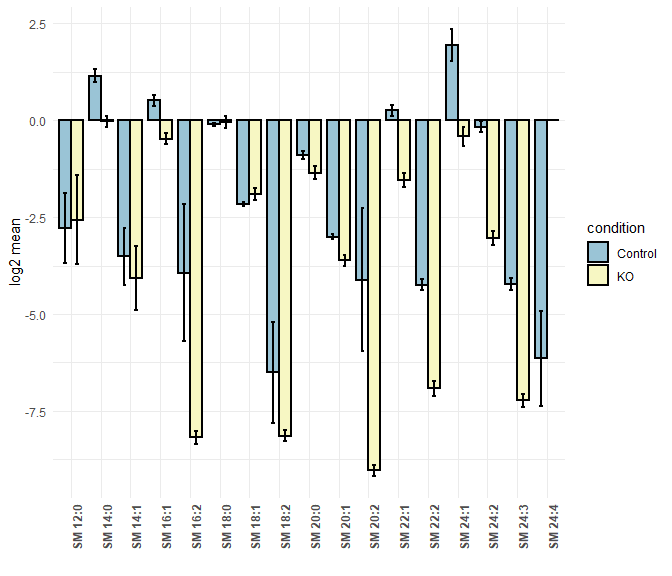 2.5
0.0
-2.5
-5.0
-7.5
log2 mean
SM 12:0
SM 14:0
SM 14:1
SM 16:1
SM 16:2
SM 18:0
SM 18:1
SM 18:2
SM 20:0
SM 20:1
SM 20:2
SM 22:1
SM 22:2
SM 24:1
SM 24:2
SM 24:3
SM 24:4
condition
Control
KO